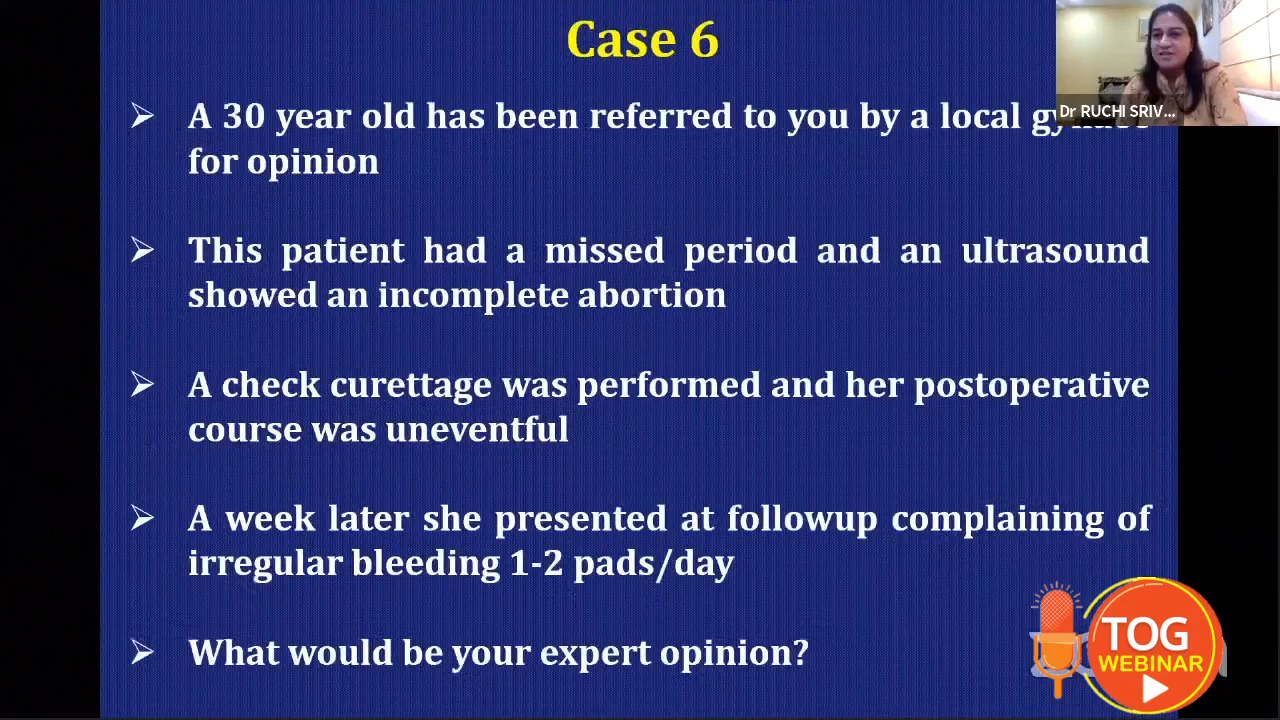 Case 6
Dr RUCHI SRIV...
➢ A 30 year old has been referred to you by a local
for opinion
➢ This patient had a missed period and an ultrasound
showed an incomplete abortion
➢ A check curettage was performed and her postoperative
course was uneventful
➢ A week later she presented at followup complaining of
irregular bleeding 1-2 pads/day
➢ What would be your expert opinion?
TOG
WEBINAR